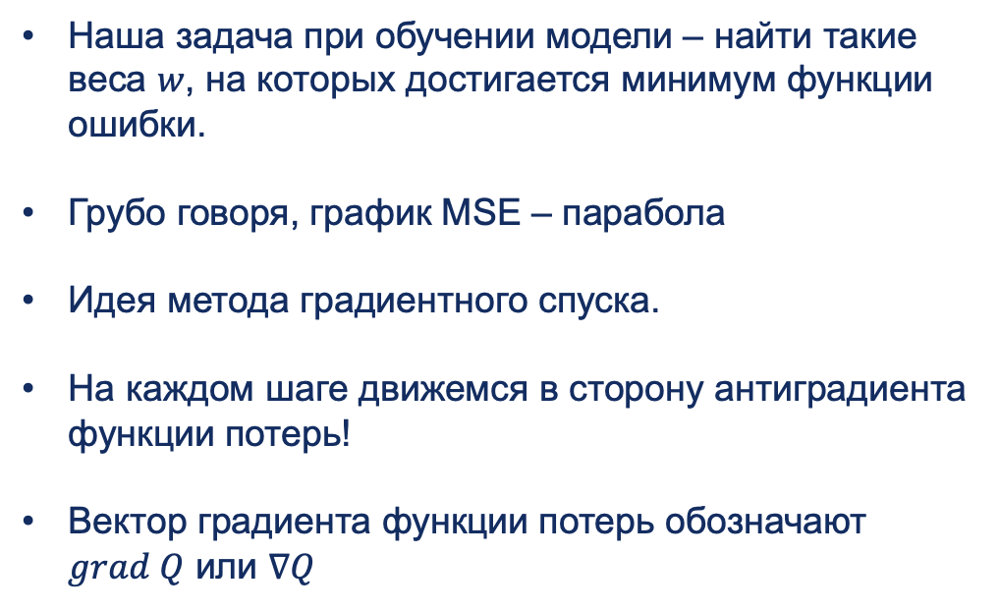 • Наша задача при обучении модели – найти такие
веса w, на которых достигается минимум функции
ошибки.
• Грубо говоря, график MSE – парабола
• Идея метода градиентного спуска.
• На каждом шаге движемся в сторону антиградиента
функции потерь!
• Вектор градиента функции потерь обозначают
grad Q или ∇Q